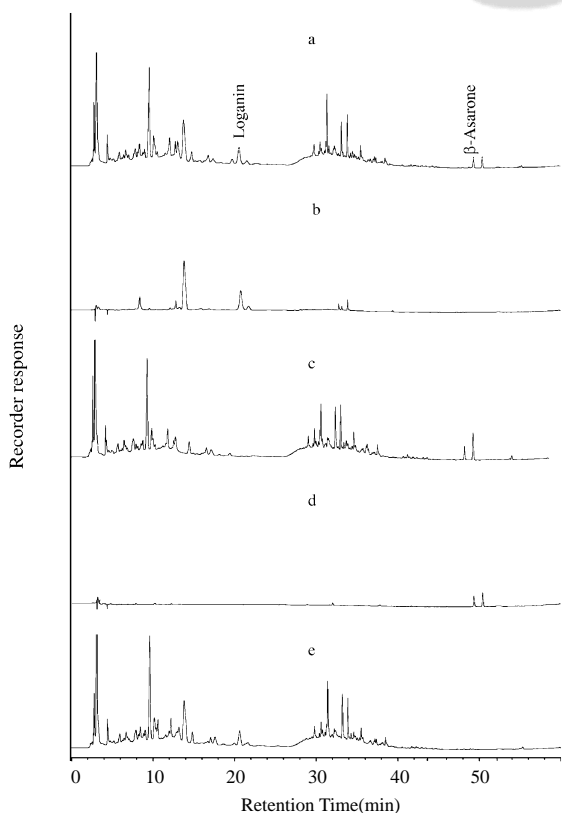 a
Loganin
β-Asarone
b
c
d
e
Recorder response
0 10 20 30 40 50
Retention Time(min)